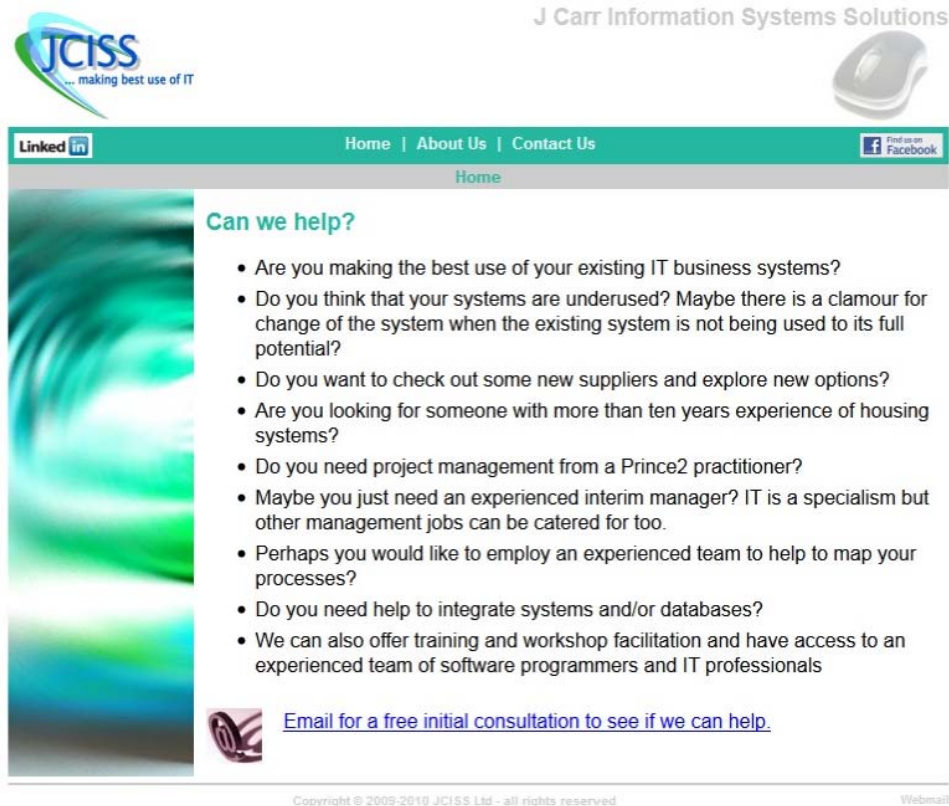 J Carr Information Systems Solutions
JCISS
... making best use of IT
Linked in
Home | About Us | Contact Us
Find us on
Facebook
Home
Can we help?
• Are you making the best use of your existing IT business systems?
• Do you think that your systems are underused? Maybe there is a clamour for
change of the system when the existing system is not being used to its full
potential?
• Do you want to check out some new suppliers and explore new options?
• Are you looking for someone with more than ten years experience of housing
systems?
• Do you need project management from a Prince2 practitioner?
• Maybe you just need an experienced interim manager? IT is a specialism but
other management jobs can be catered for too.
• Perhaps you would like to employ an experienced team to help to map your
processes?
• Do you need help to integrate systems and/or databases?
• We can also offer training and workshop facilitation and have access to an
experienced team of software programmers and IT professionals
@
Email for a free initial consultation to see if we can help.
Copyright © 2009-2010 JCISS Ltd - all rights reserved
Webmail